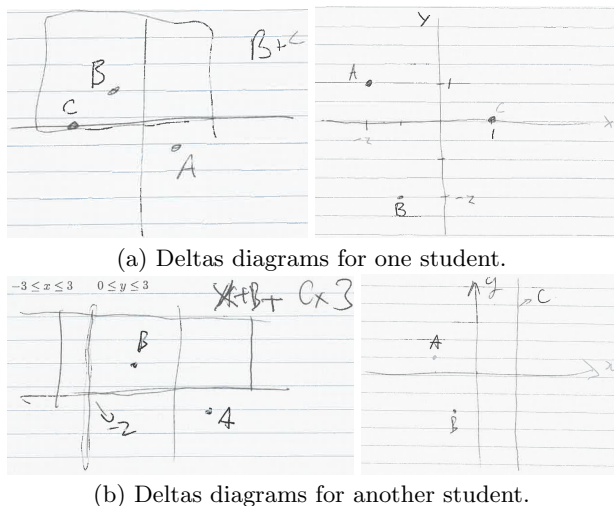 B+C
B
C
A
y
A
1
C
x
-2
1
B
-2
(a) Deltas diagrams for one student.
−3 ≤ x ≤ 3   0 ≤ y ≤ 3
A+B+ C×3
B
A
-2
y
C
A
x
B
(b) Deltas diagrams for another student.